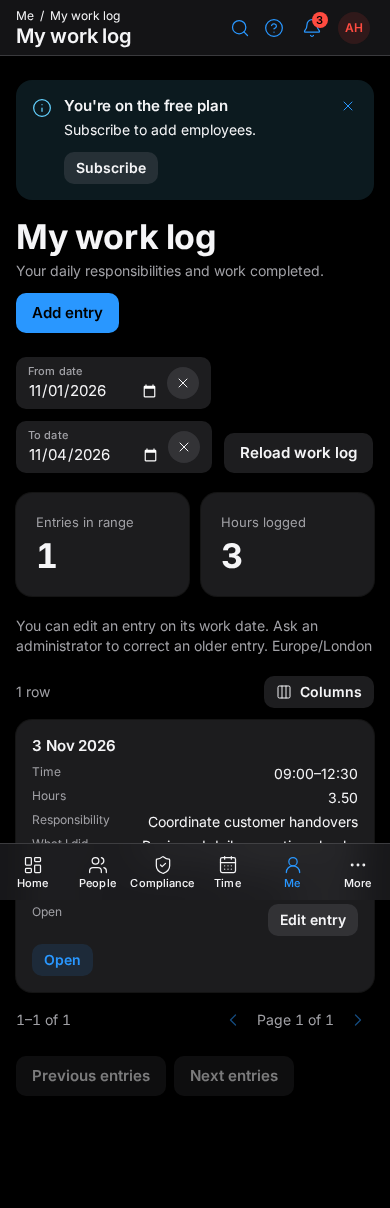 Me / My work log
My work log
3
AH
You're on the free plan
Subscribe to add employees.
Subscribe
My work log
Your daily responsibilities and work completed.
Add entry
From date
11/01/2026
To date
11/04/2026
Reload work log
Entries in range
1
Hours logged
3
You can edit an entry on its work date. Ask an
administrator to correct an older entry. Europe/London
1 row
Columns
3 Nov 2026
Time
09:00–12:30
Hours
3.50
Responsibility
Coordinate customer handovers
What I did
Home
People
Compliance
Time
Me
More
Open
Edit entry
Open
1–1 of 1
Page 1 of 1
Previous entries
Next entries